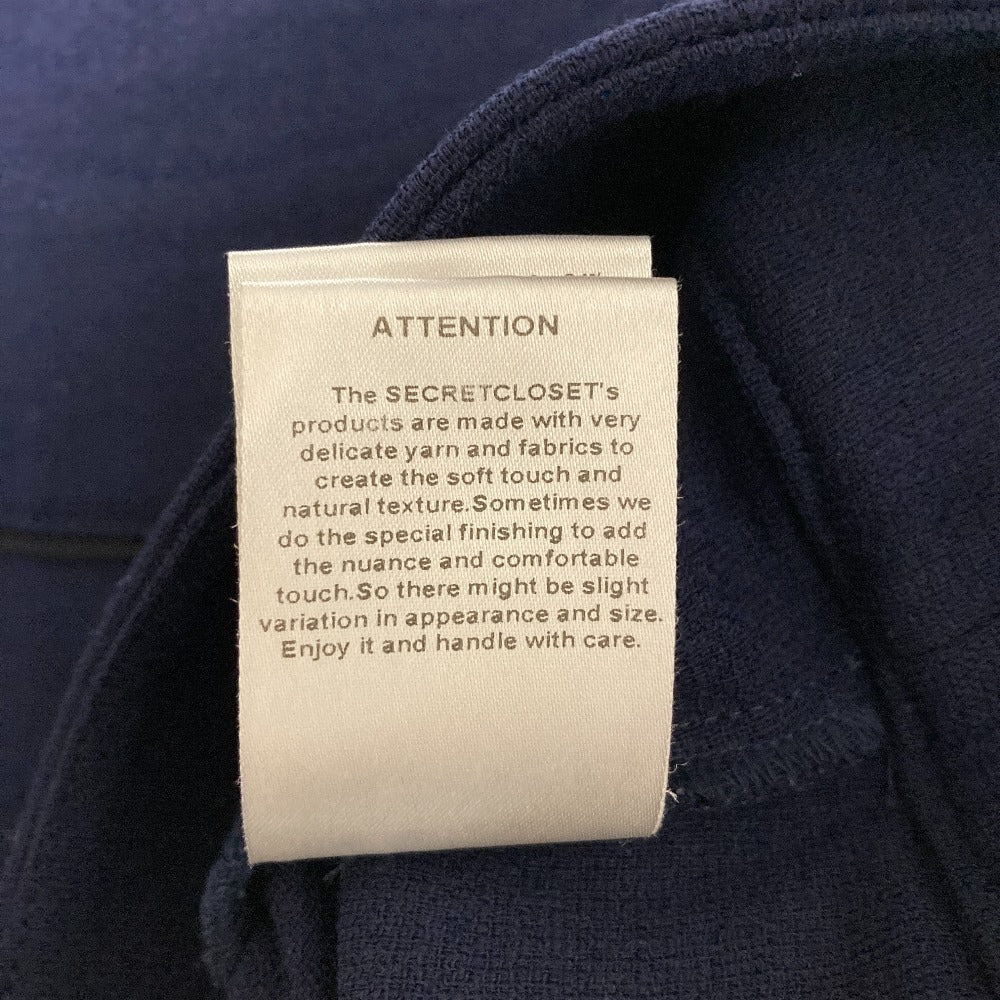 ATTENTION
The SECRETCLOSET's
products are made with very
delicate yarn and fabrics to
create the soft touch and
natural texture.Sometimes we
do the special finishing to add
the nuance and comfortable
touch.So there might be slight
variation in appearance and size.
Enjoy it and handle with care.